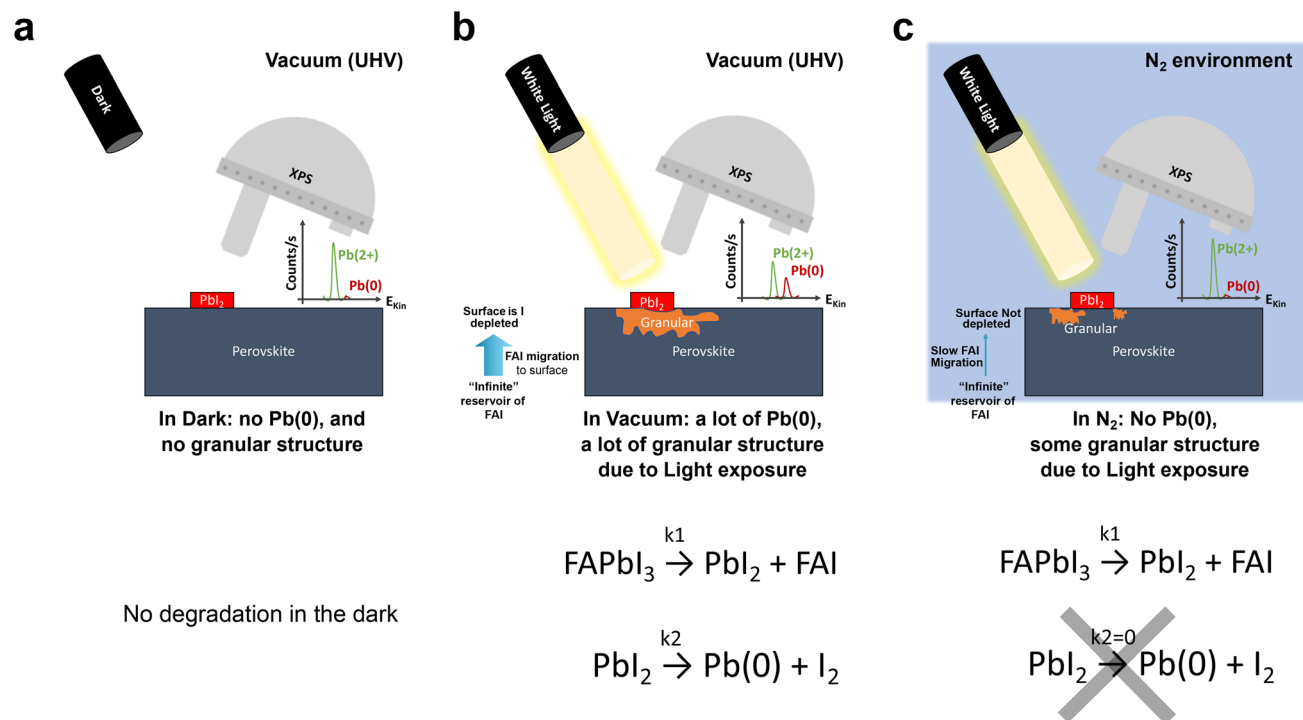 a
Vacuum (UHV)
Dark
XPS
Counts/s
Pb(2+)
Pb(0)
E_Kin
PbI₂
Perovskite
In Dark: no Pb(0), and
no granular structure
No degradation in the dark
b
Vacuum (UHV)
White Light
XPS
Counts/s
Pb(2+)
Pb(0)
E_Kin
PbI₂
Granular
Perovskite
Surface is I
depleted
FAI migration
to surface
“Infinite”
reservoir of
FAI
In Vacuum: a lot of Pb(0),
a lot of granular structure
due to Light exposure
k1
FAPbI₃ → PbI₂ + FAI
k2
PbI₂ → Pb(0) + I₂
c
N₂ environment
White Light
XPS
Counts/s
Pb(2+)
Pb(0)
E_Kin
PbI₂
Granular
Perovskite
Surface Not
depleted
Slow FAI
Migration
“Infinite”
reservoir of
FAI
In N₂: No Pb(0),
some granular structure
due to Light exposure
k1
FAPbI₃ → PbI₂ + FAI
k2=0
PbI₂ → Pb(0) + I₂